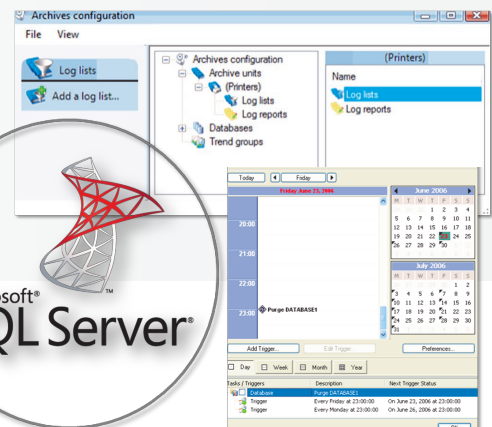 Archives configuration
File View
Log lists
Add a log list...
Archives configuration
Archive units
(Printers)
Log lists
Log reports
Databases
Trend groups
(Printers)
Name
Log lists
Log reports
osoft®
QL Server®
TM
Today Friday
Friday June 23, 2006
20:00
21:00
22:00
23:00 Purge DATABASE1
June 2006
M T W T F S S
1 2 3 4
5 6 7 8 9 10 11
12 13 14 15 16 17 18
19 20 21 22 23 24 25
26 27 28 29 30
July 2006
M T W T F S S
1 2
3 4 5 6 7 8 9
10 11 12 13 14 15 16
17 18 19 20 21 22 23
24 25 26 27 28 29 30
31
Add Trigger... Edit Trigger... Preferences...
Day Week Month Year
Tasks / Triggers Description Next Trigger Status
Database Purge DATABASE1
Trigger Every Friday at 23:00:00 On June 23, 2006 at 23:00:00
Trigger Every Monday at 23:00:00 On June 26, 2006 at 23:00:00
OK